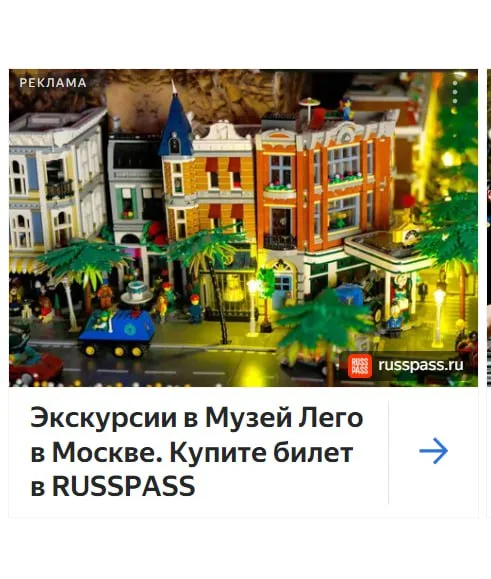 РЕКЛАМА
RUSS
PASS
russpass.ru
Экскурсии в Музей Лего
в Москве. Купите билет
в RUSSPASS